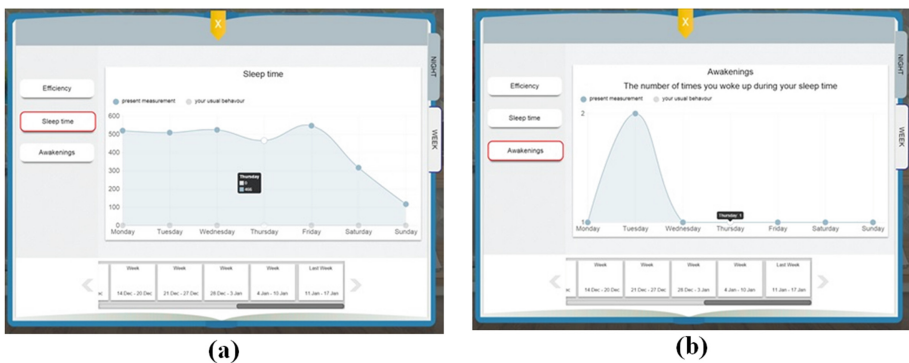 X
NIGHT
WEEK
Efficiency
Sleep time
Awakenings
Sleep time
present measurement your usual behaviour
600
500
400
300
200
100
0
Thursday
0
Monday Tuesday Wednesday Thursday Friday Saturday Sunday
Week Week Week Week Last Week
14 Dec - 20 Dec 21 Dec - 27 Dec 28 Dec - 3 Jan 4 Jan - 10 Jan 11 Jan - 17 Jan
(a)
X
NIGHT
WEEK
Efficiency
Sleep time
Awakenings
Awakenings
The number of times you woke up during your sleep time
present measurement your usual behaviour
2
1
Thursday: 1
Monday Tuesday Wednesday Thursday Friday Saturday Sunday
Week Week Week Week Last Week
14 Dec - 20 Dec 21 Dec - 27 Dec 28 Dec - 3 Jan 4 Jan - 10 Jan 11 Jan - 17 Jan
(b)